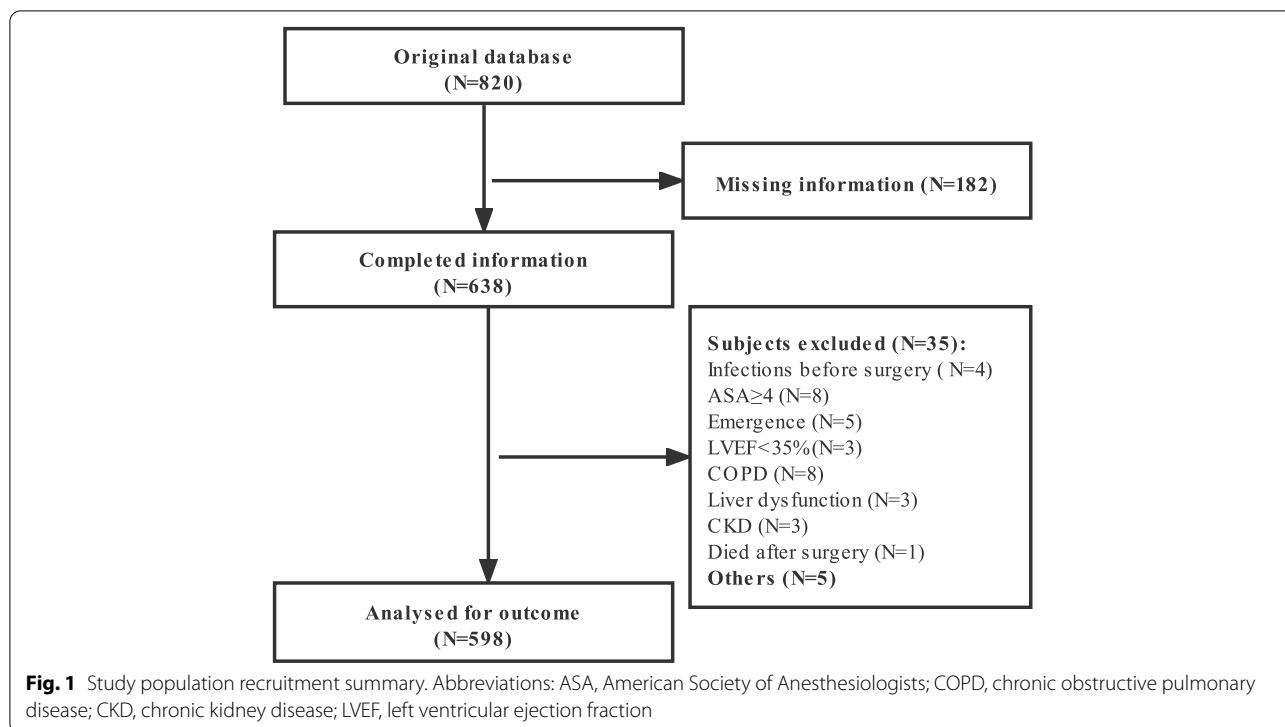 Original database
(N=820)
Missing information (N=182)
Completed information
(N=638)
Subjects excluded (N=35):
Infections before surgery ( N=4)
ASA≥4 (N=8)
Emergence (N=5)
LVEF<35%(N=3)
COPD (N=8)
Liver dysfunction (N=3)
CKD (N=3)
Died after surgery (N=1)
Others (N=5)
Analysed for outcome
(N=598)
Fig. 1 Study population recruitment summary. Abbreviations: ASA, American Society of Anesthesiologists; COPD, chronic obstructive pulmonary
disease; CKD, chronic kidney disease; LVEF, left ventricular ejection fraction